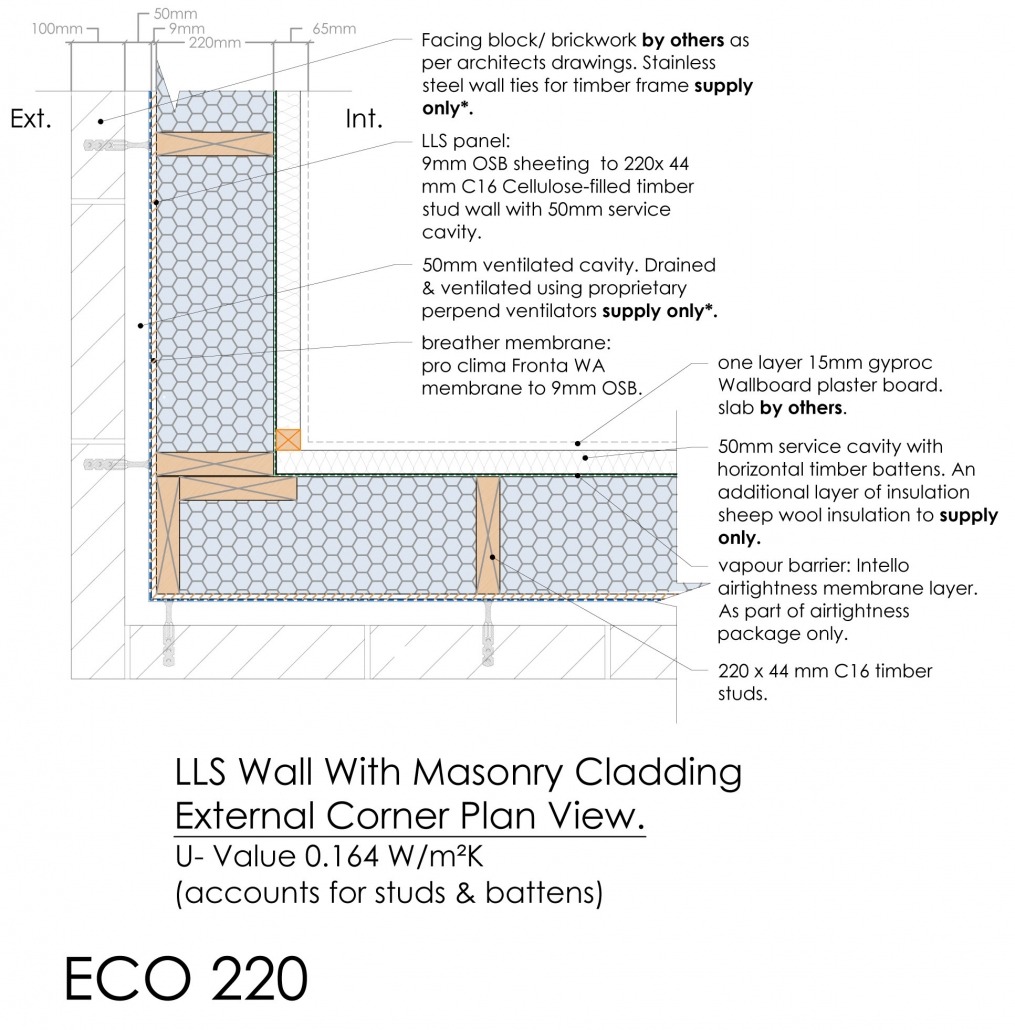 50mm
100mm
9mm
65mm
220mm
Ext.
Int.
Facing block/ brickwork by others as
per architects drawings. Stainless
steel wall ties for timber frame supply
only*.
LLS panel:
9mm OSB sheeting  to 220x 44
mm C16 Cellulose-filled timber
stud wall with 50mm service
cavity.
50mm ventilated cavity. Drained
& ventilated using proprietary
perpend ventilators supply only*.
breather membrane:
pro clima Fronta WA
membrane to 9mm OSB.
one layer 15mm gyproc
Wallboard plaster board.
slab by others.
50mm service cavity with
horizontal timber battens. An
additional layer of insulation
sheep wool insulation to supply
only.
vapour barrier: Intello
airtightness membrane layer.
As part of airtightness
package only.
220 x 44 mm C16 timber
studs.
LLS Wall With Masonry Cladding
External Corner Plan View.
U- Value 0.164 W/m²K
(accounts for studs & battens)
ECO 220